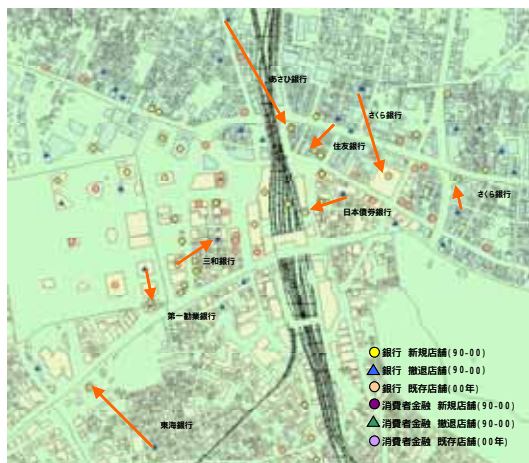 あさひ銀行
さくら銀行
住友銀行
さくら銀行
日本債券銀行
三和銀行
第一勧業銀行
東海銀行
銀行 新規店舗(90-00)
銀行 撤退店舗(90-00)
銀行 既存店舗(00年)
消費者金融 新規店舗(90-00)
消費者金融 撤退店舗(90-00)
消費者金融 既存店舗(00年)